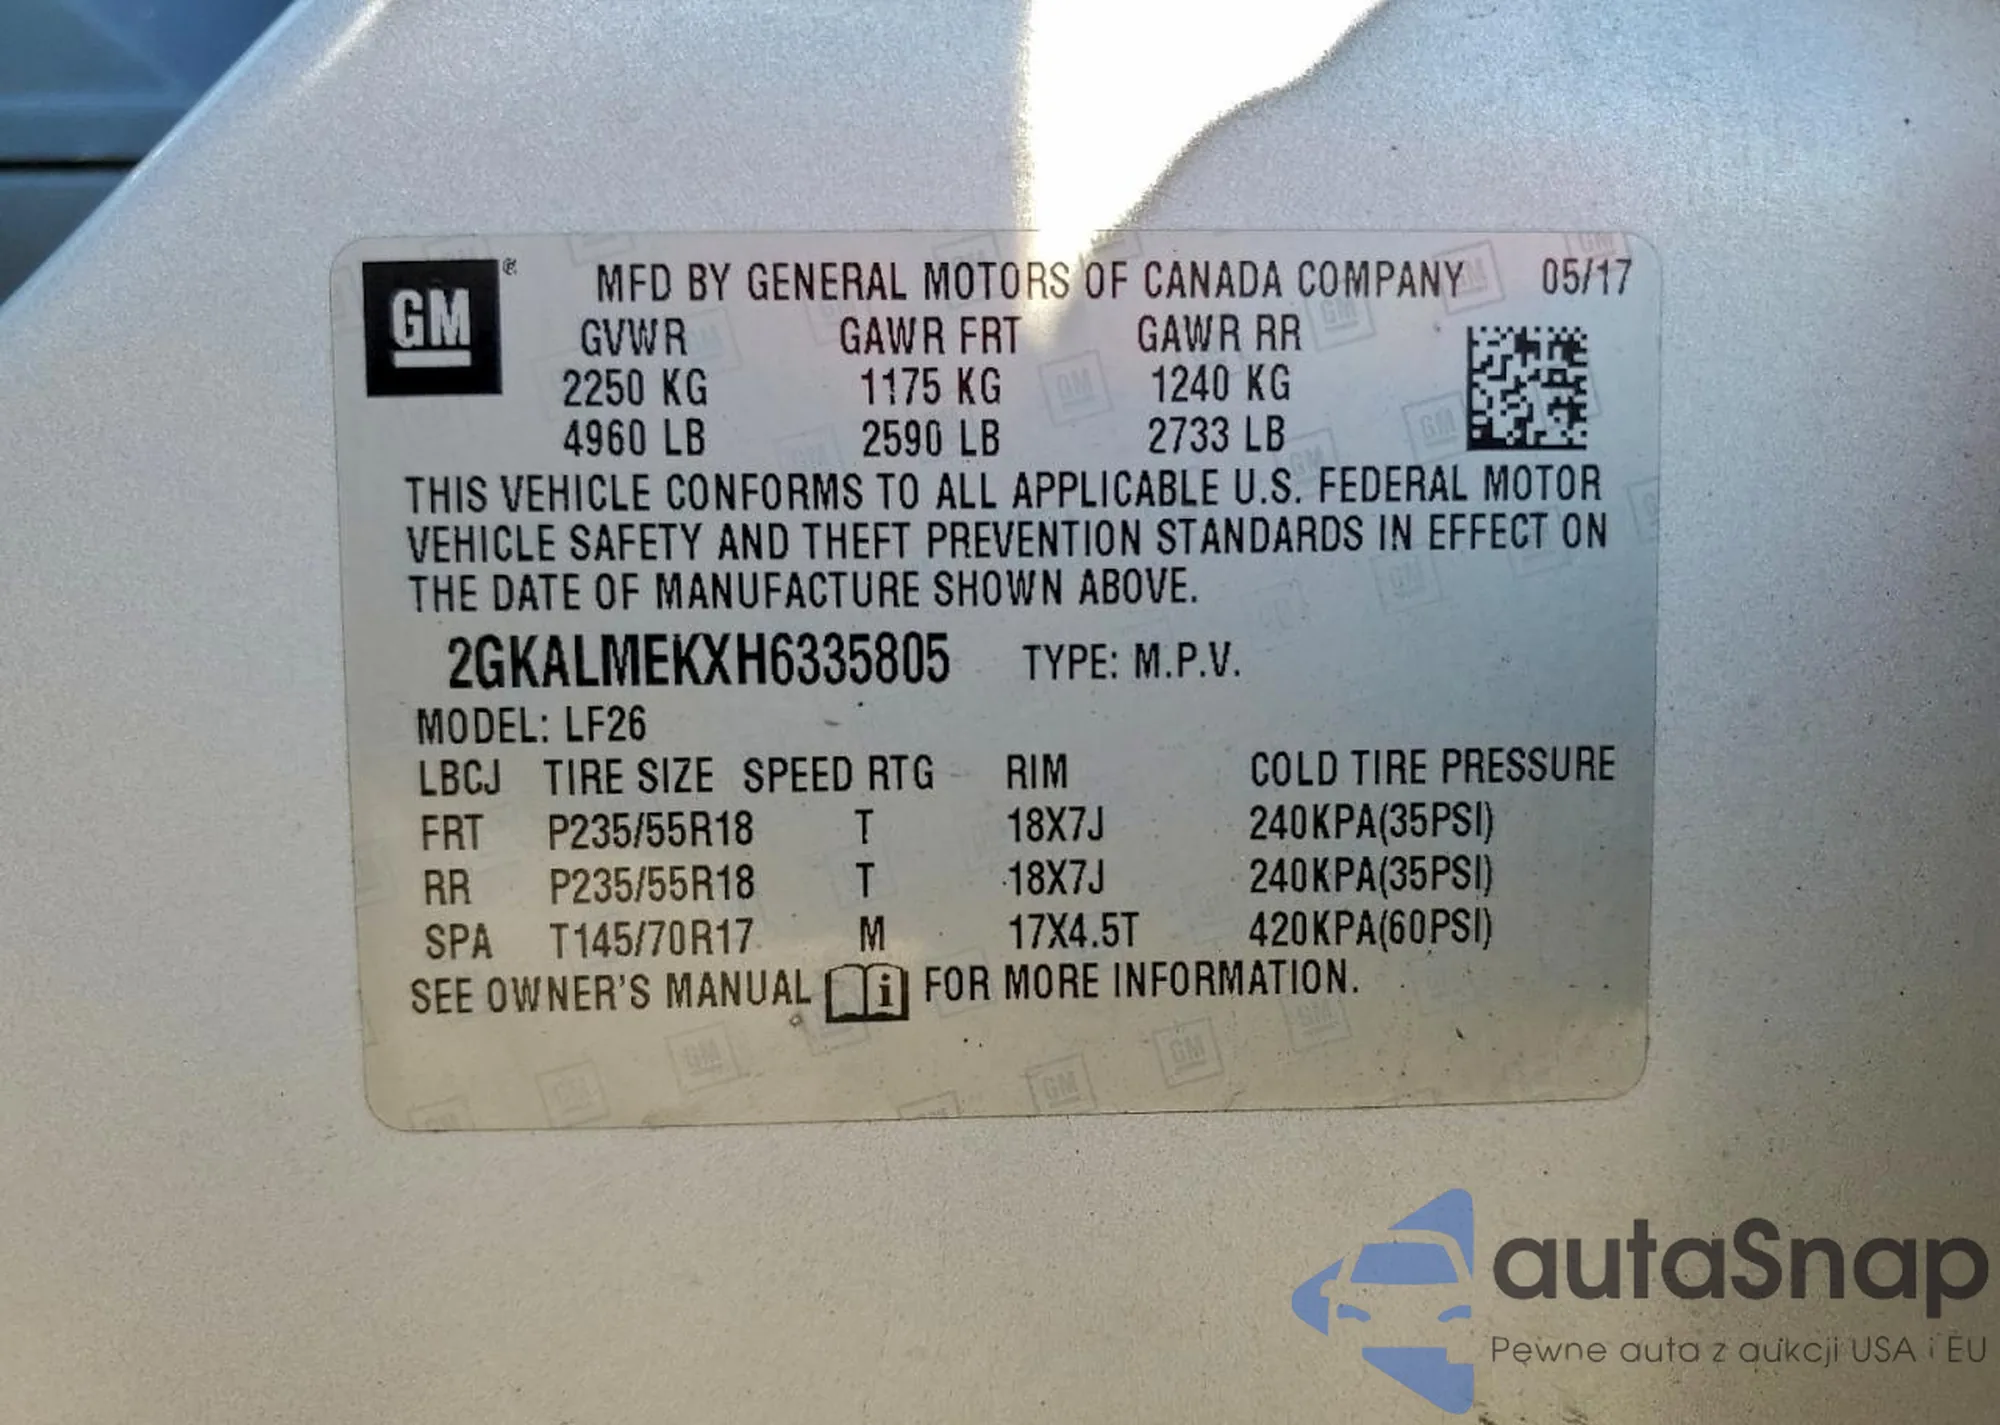 GM ® MFD BY GENERAL MOTORS OF CANADA COMPANY 05/17
GVWR GAWR FRT GAWR RR
2250 KG 1175 KG 1240 KG
4960 LB 2590 LB 2733 LB
THIS VEHICLE CONFORMS TO ALL APPLICABLE U.S. FEDERAL MOTOR
VEHICLE SAFETY AND THEFT PREVENTION STANDARDS IN EFFECT ON
THE DATE OF MANUFACTURE SHOWN ABOVE.
2GKALMEKXH6335805 TYPE: M.P.V.
MODEL: LF26
LBCJ TIRE SIZE SPEED RTG RIM COLD TIRE PRESSURE
FRT P235/55R18 T 18X7J 240KPA(35PSI)
RR P235/55R18 T 18X7J 240KPA(35PSI)
SPA T145/70R17 M 17X4.5T 420KPA(60PSI)
SEE OWNER'S MANUAL i FOR MORE INFORMATION.
autaSnap
Pewne auta z aukcji USA i EU